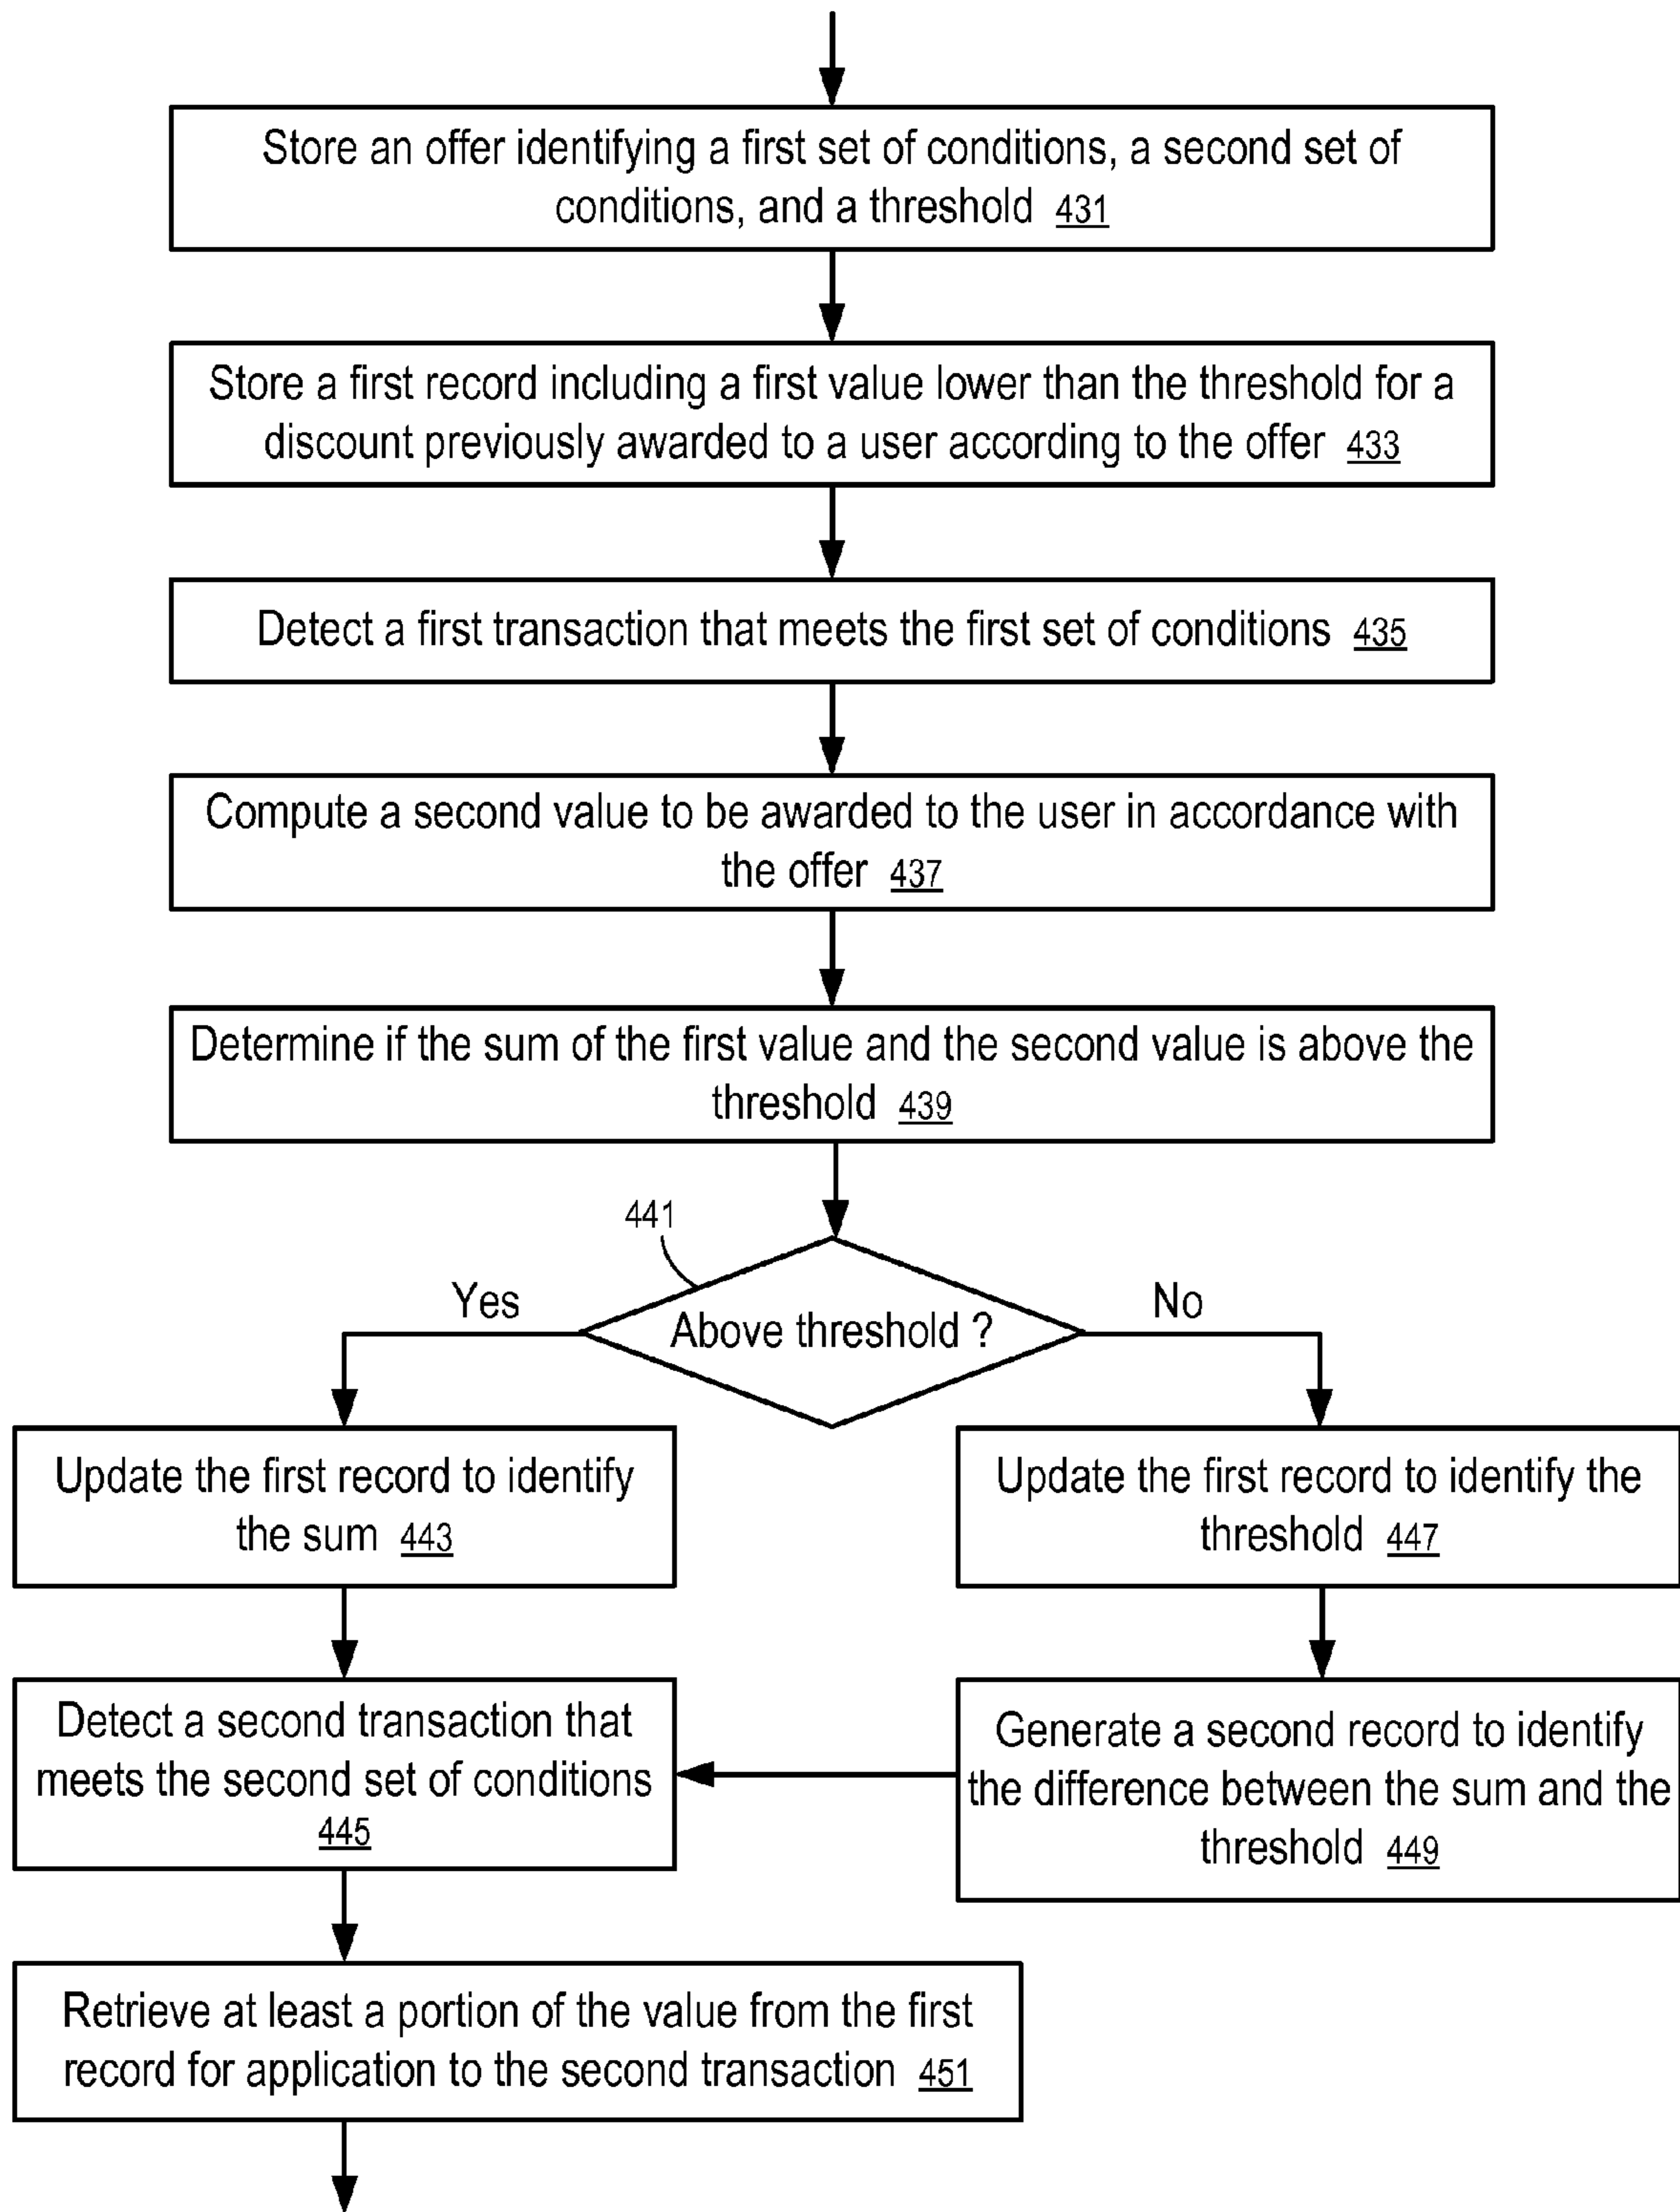 Store an offer identifying a first set of conditions, a second set of
conditions, and a threshold 431
Store a first record including a first value lower than the threshold for a
discount previously awarded to a user according to the offer 433
Detect a first transaction that meets the first set of conditions 435
Compute a second value to be awarded to the user in accordance with
the offer 437
Determine if the sum of the first value and the second value is above the
threshold 439
441
Yes
Above threshold ?
No
Update the first record to identify
the sum 443
Update the first record to identify the
threshold 447
Detect a second transaction that
meets the second set of conditions
445
Generate a second record to identify
the difference between the sum and the
threshold 449
Retrieve at least a portion of the value from the first
record for application to the second transaction 451